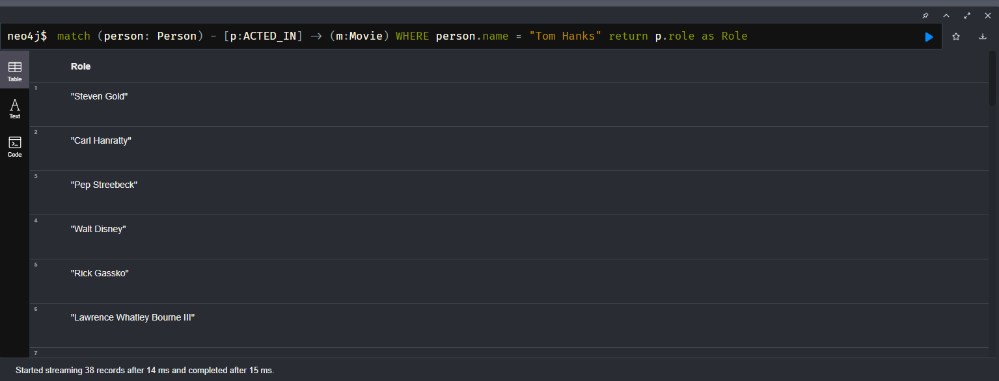 neo4j$ match (person: Person) - [p:ACTED_IN] → (m:Movie) WHERE person.name = "Tom Hanks" return p.role as Role
Table
Text
Code
Role
1
"Steven Gold"
2
"Carl Hanratty"
3
"Pep Streebeck"
4
"Walt Disney"
5
"Rick Gassko"
6
"Lawrence Whatley Bourne III"
7
Started streaming 38 records after 14 ms and completed after 15 ms.